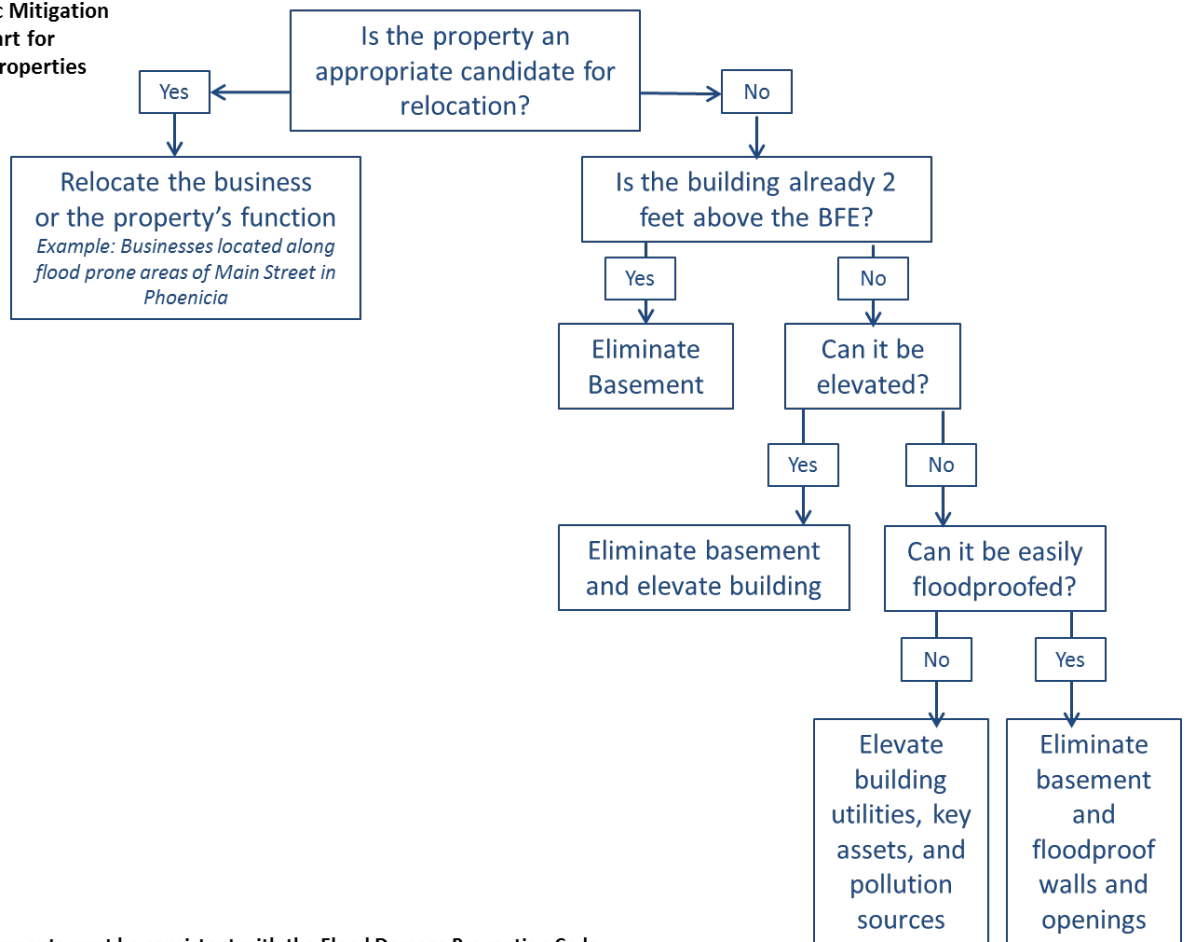 Mitigation
for
Is the property an
appropriate candidate for
relocation?
Yes
No
Relocate the business
or the property's function
Example: Businesses located along
flood prone areas of Main Street in
Phoenicia
Is the building already 2
feet above the BFE?
Yes
No
Eliminate
Basement
Can it be
elevated?
Yes
No
Eliminate basement
and elevate building
Can it be easily
floodproofed?
No
Yes
Elevate
building
utilities, key
assets, and
pollution
sources
Eliminate
basement
and
floodproof
walls and
openings